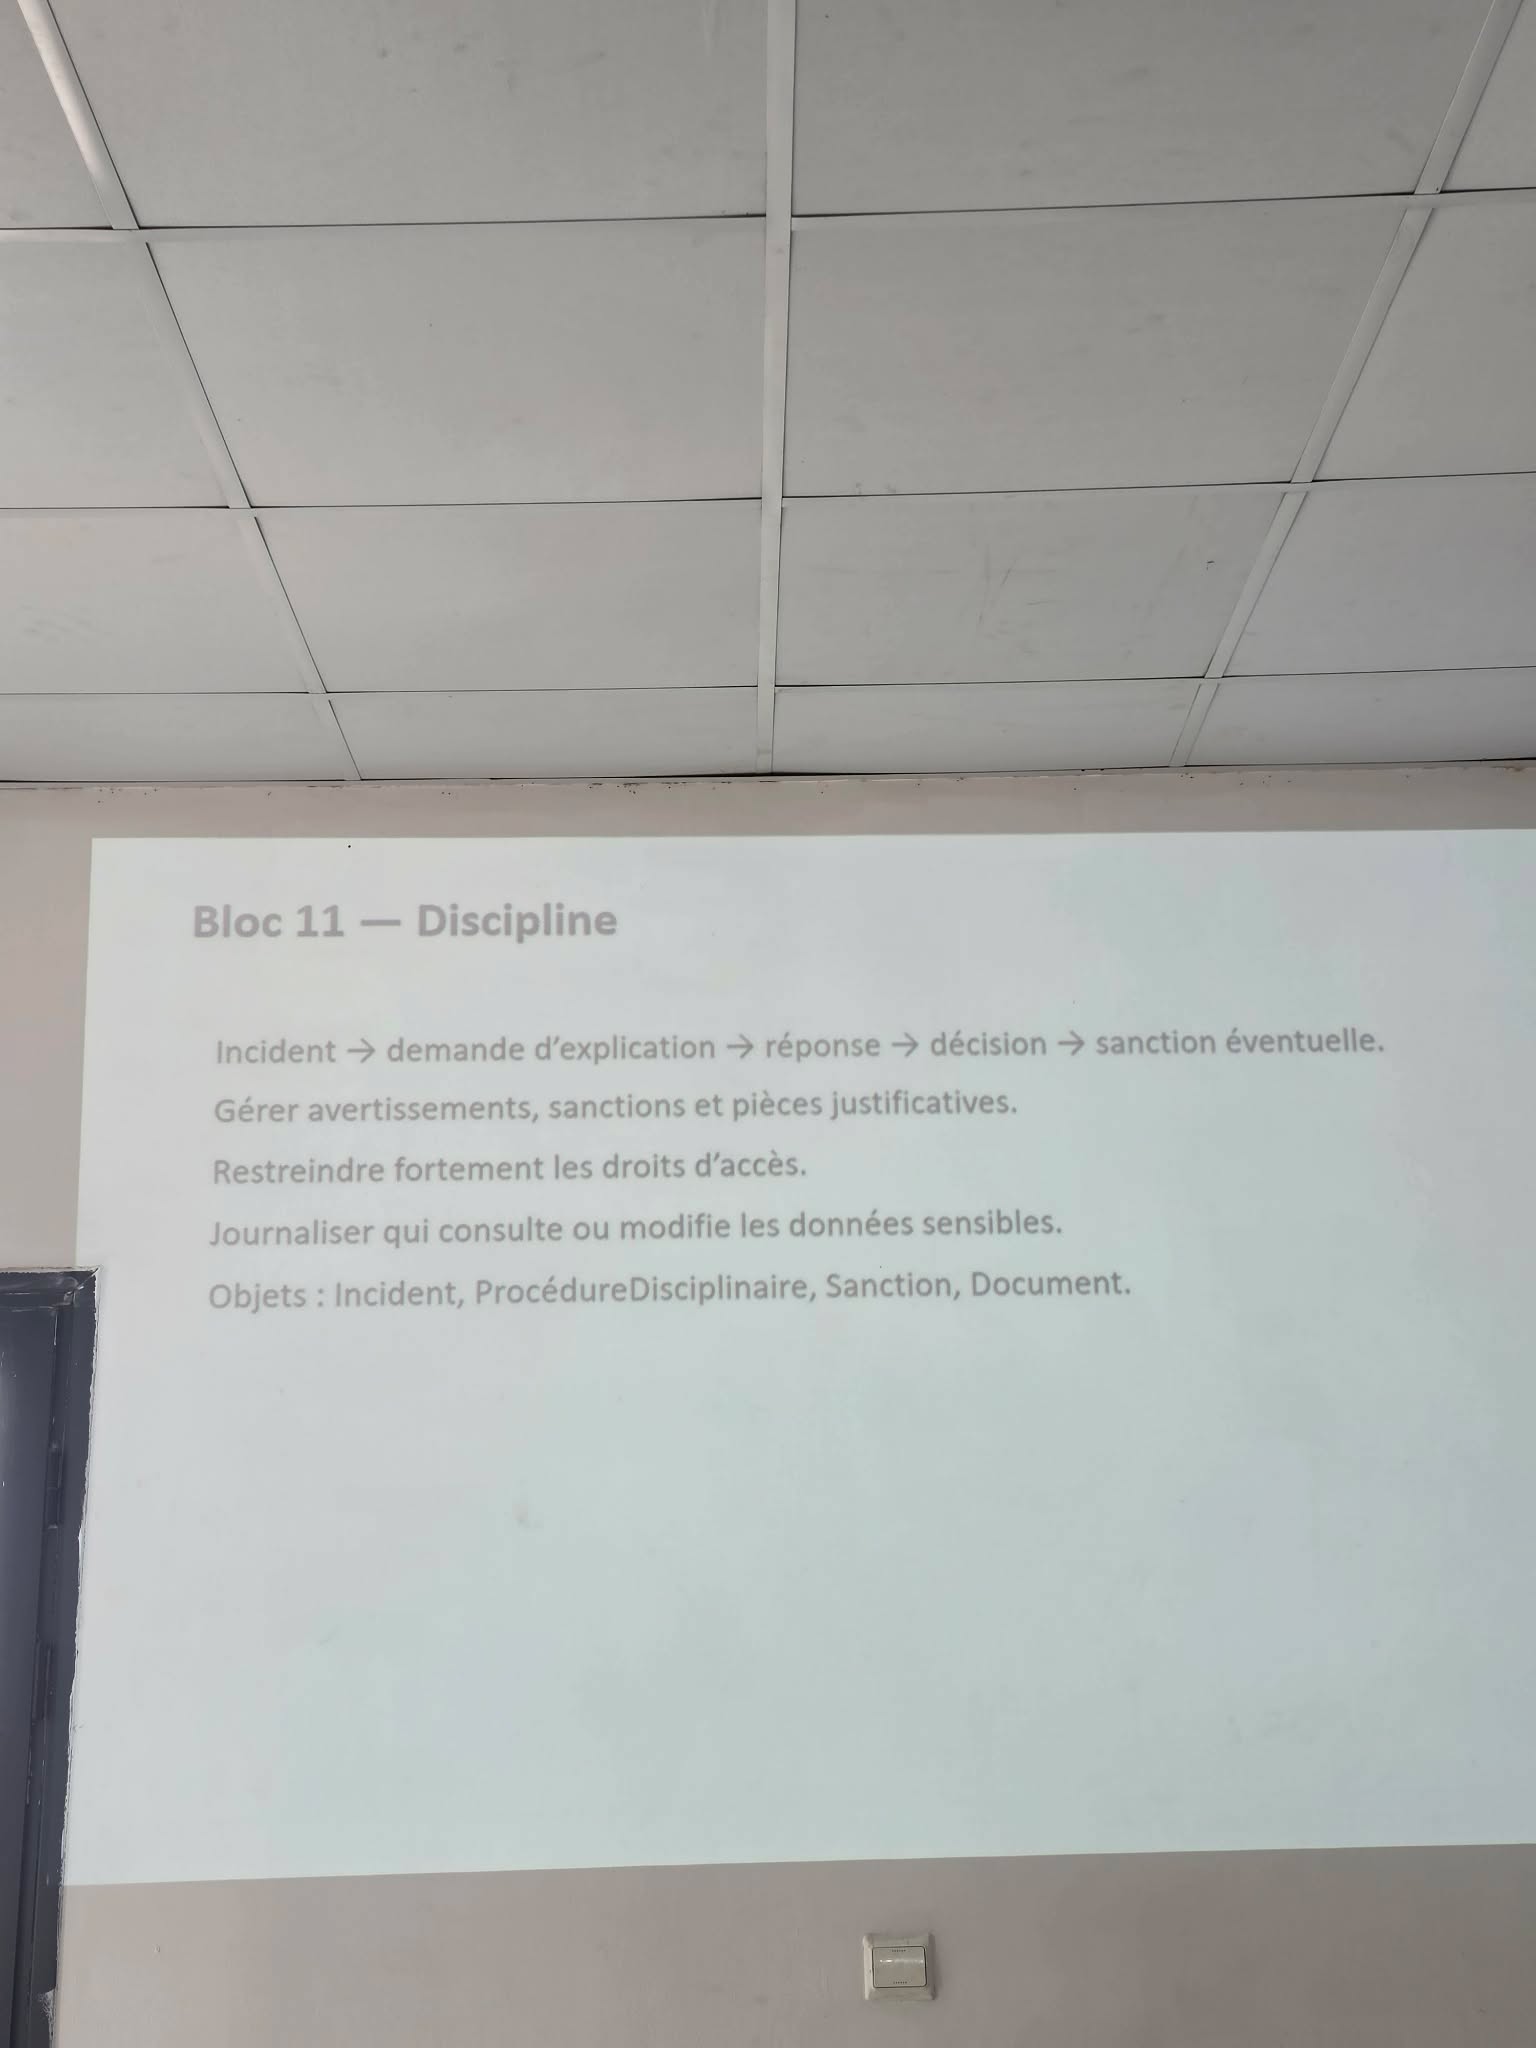 Bloc 11 — Discipline
Incident → demande d’explication → réponse → décision → sanction éventuelle.
Gérer avertissements, sanctions et pièces justificatives.
Restreindre fortement les droits d’accès.
Journaliser qui consulte ou modifie les données sensibles.
Objets : Incident, ProcédureDisciplinaire, Sanction, Document.